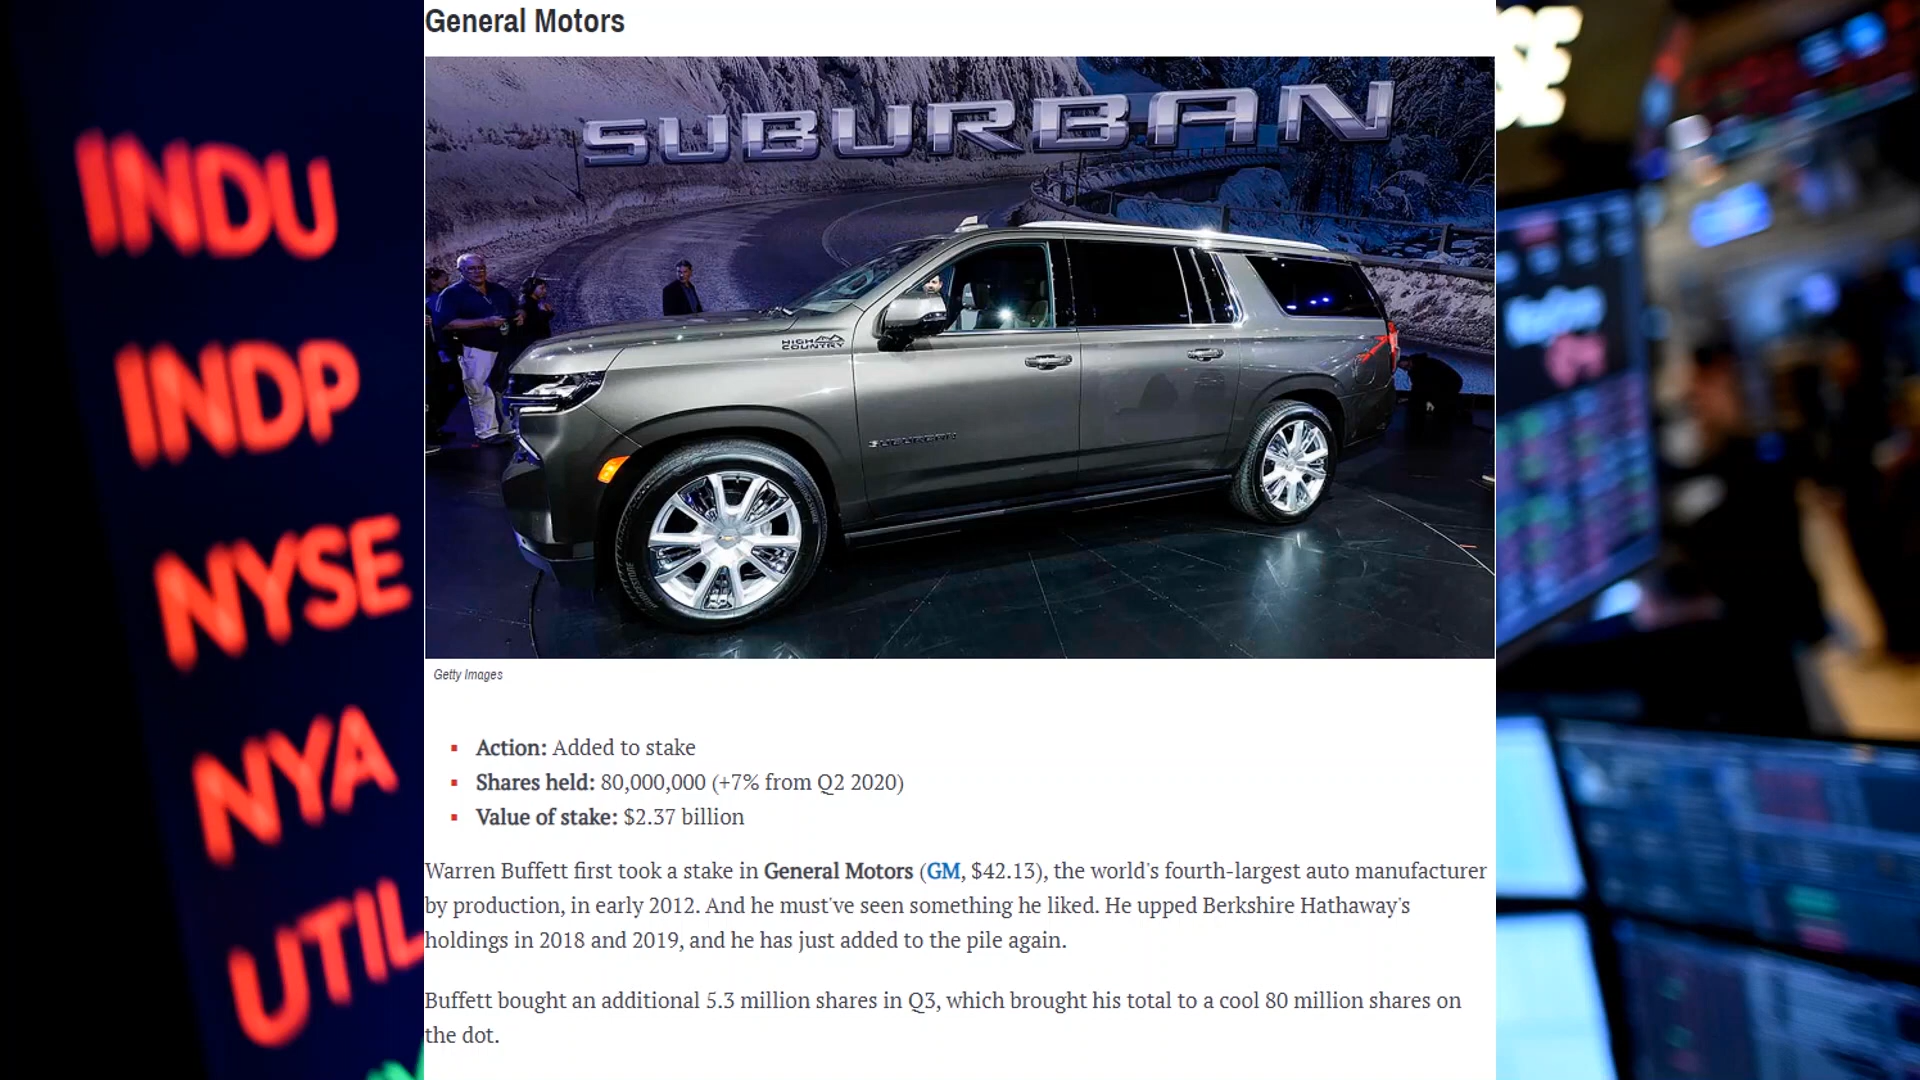 General Motors
SUBURBAN
HIGH
COUNTRY
SUBURBAN
Getty Images
Action: Added to stake
Shares held: 80,000,000 (+7% from Q2 2020)
Value of stake: $2.37 billion
Warren Buffett first took a stake in General Motors (GM, $42.13), the world's fourth-largest auto manufacturer
by production, in early 2012. And he must've seen something he liked. He upped Berkshire Hathaway's
holdings in 2018 and 2019, and he has just added to the pile again.
Buffett bought an additional 5.3 million shares in Q3, which brought his total to a cool 80 million shares on
the dot.
INDU
INDP
NYSE
NYA
UTIL